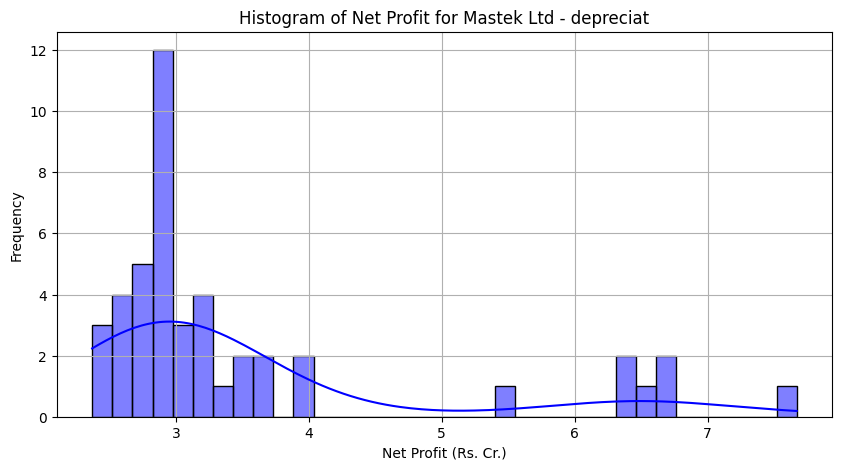 Histogram of Net Profit for Mastek Ltd - depreciat
Frequency
12
10
8
6
4
2
0
3 4 5 6 7
Net Profit (Rs. Cr.)